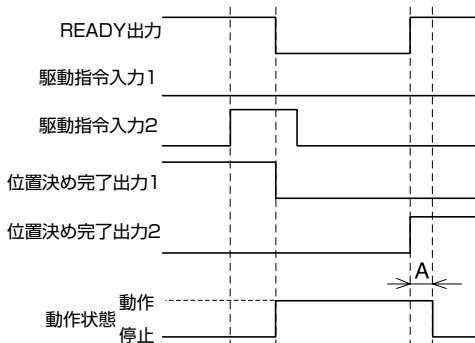 READY出力
駆動指令入力1
駆動指令入力2
位置決め完了出力1
位置決め完了出力2
A
動作状態 動作
停止